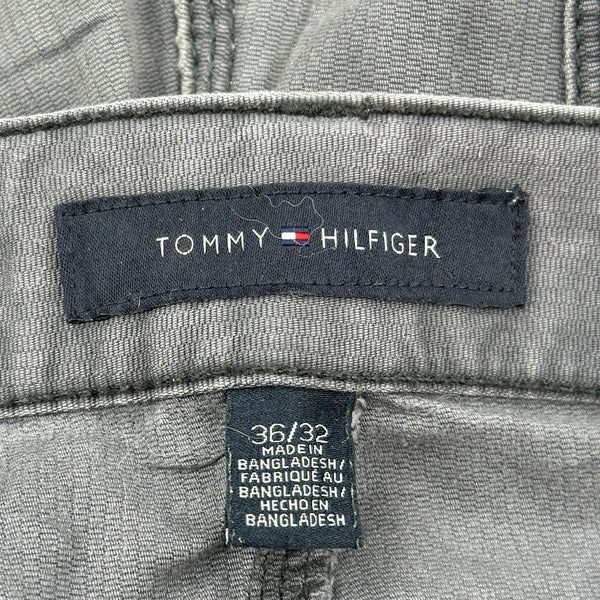 TOMMY HILFIGER
36/32
MADE IN
BANGLADESH/
FABRIQUÉ AU
BANGLADESH/
HECHO EN
BANGLADESH